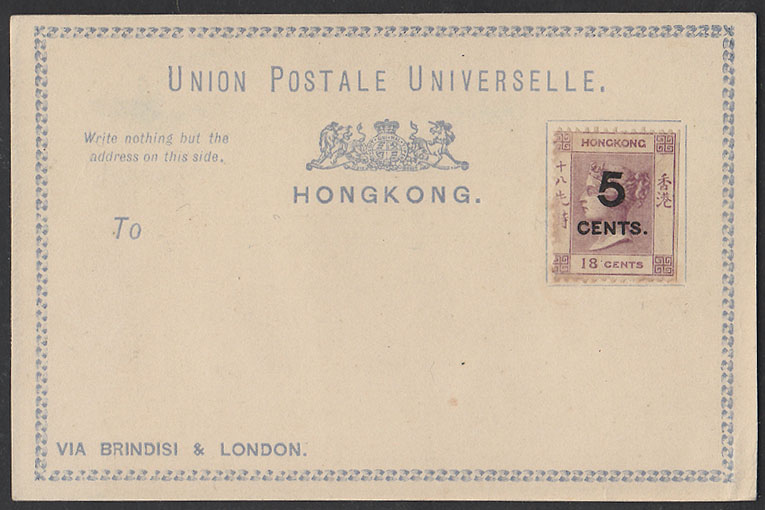 UNION POSTALE UNIVERSELLE.
Write nothing but the
address on this side.
HONGKONG.
To
HONGKONG
香港
5
CENTS.
18 CENTS
VIA BRINDISI & LONDON.